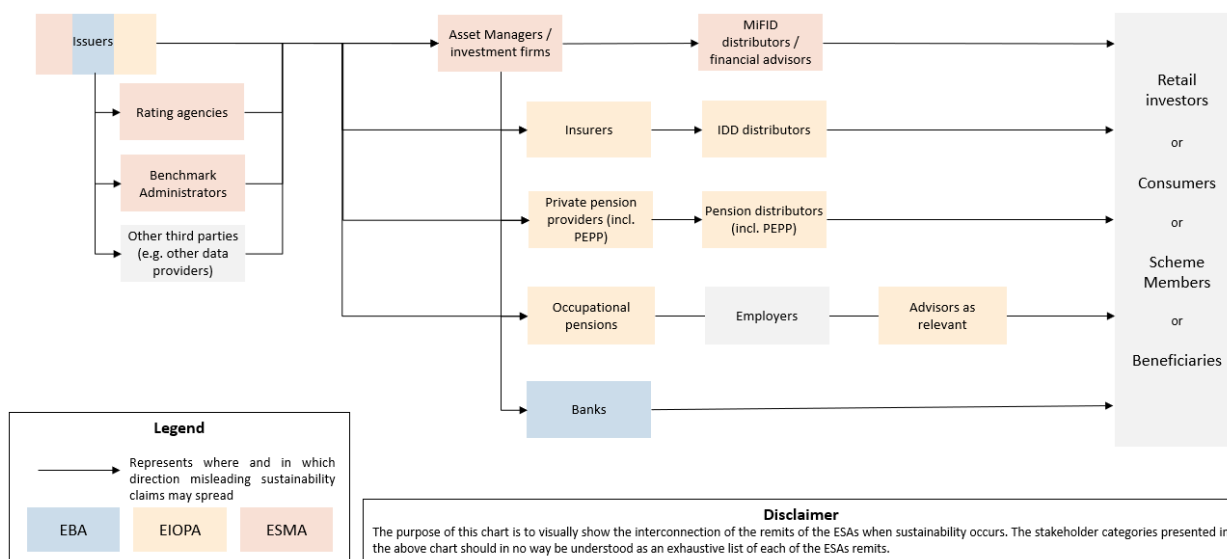 Issuers
Asset Managers /
investment firms
MiFID
distributors /
financial advisors
Rating agencies
Insurers
IDD distributors
Benchmark
Administrators
Private pension
providers (incl.
PEPP)
Pension distributors
(incl. PEPP)
Other third parties
(e.g. other data
providers)
Occupational
pensions
Employers
Advisors as
relevant
Banks
Retail
investors
or
Consumers
or
Scheme
Members
or
Beneficiaries
Legend
Represents where and in which
direction misleading sustainability
claims may spread
EBA
EIOPA
ESMA
Disclaimer
The purpose of this chart is to visually show the interconnection of the remits of the ESAs when sustainability occurs. The stakeholder categories presented in
the above chart should in no way be understood as an exhaustive list of each of the ESAs remits.